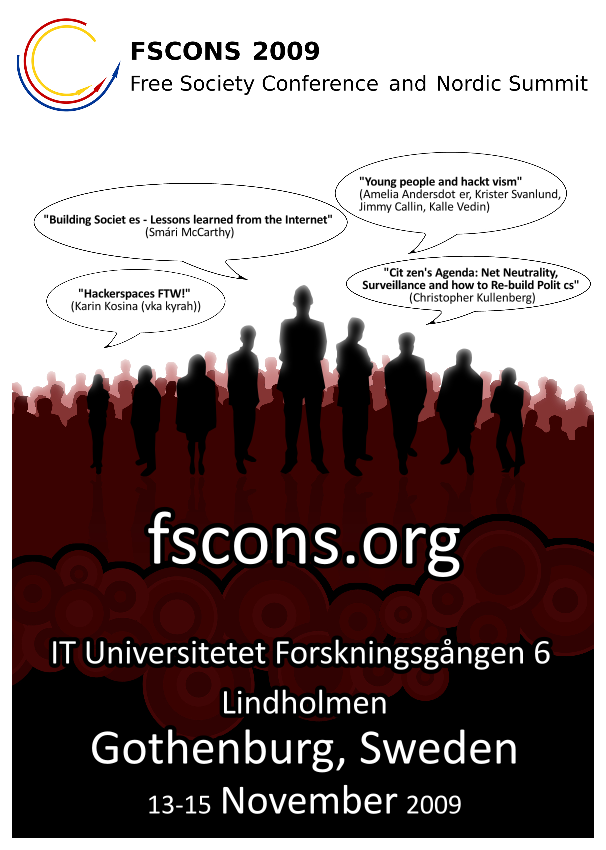 FSCONS 2009
Free Society Conference and Nordic Summit
"Young people and hackt vism"
(Amelia Andersdot er, Krister Svanlund,
Jimmy Callin, Kalle Vedin)
"Building Societ es - Lessons learned from the Internet"
(Smári McCarthy)
"Cit zen's Agenda: Net Neutrality,
Surveillance and how to Re-build Polit cs"
(Christopher Kullenberg)
"Hackerspaces FTW!"
(Karin Kosina (vka kyrah))
fscons.org
IT Universitetet Forskningsgången 6
Lindholmen
Gothenburg, Sweden
13-15 November 2009